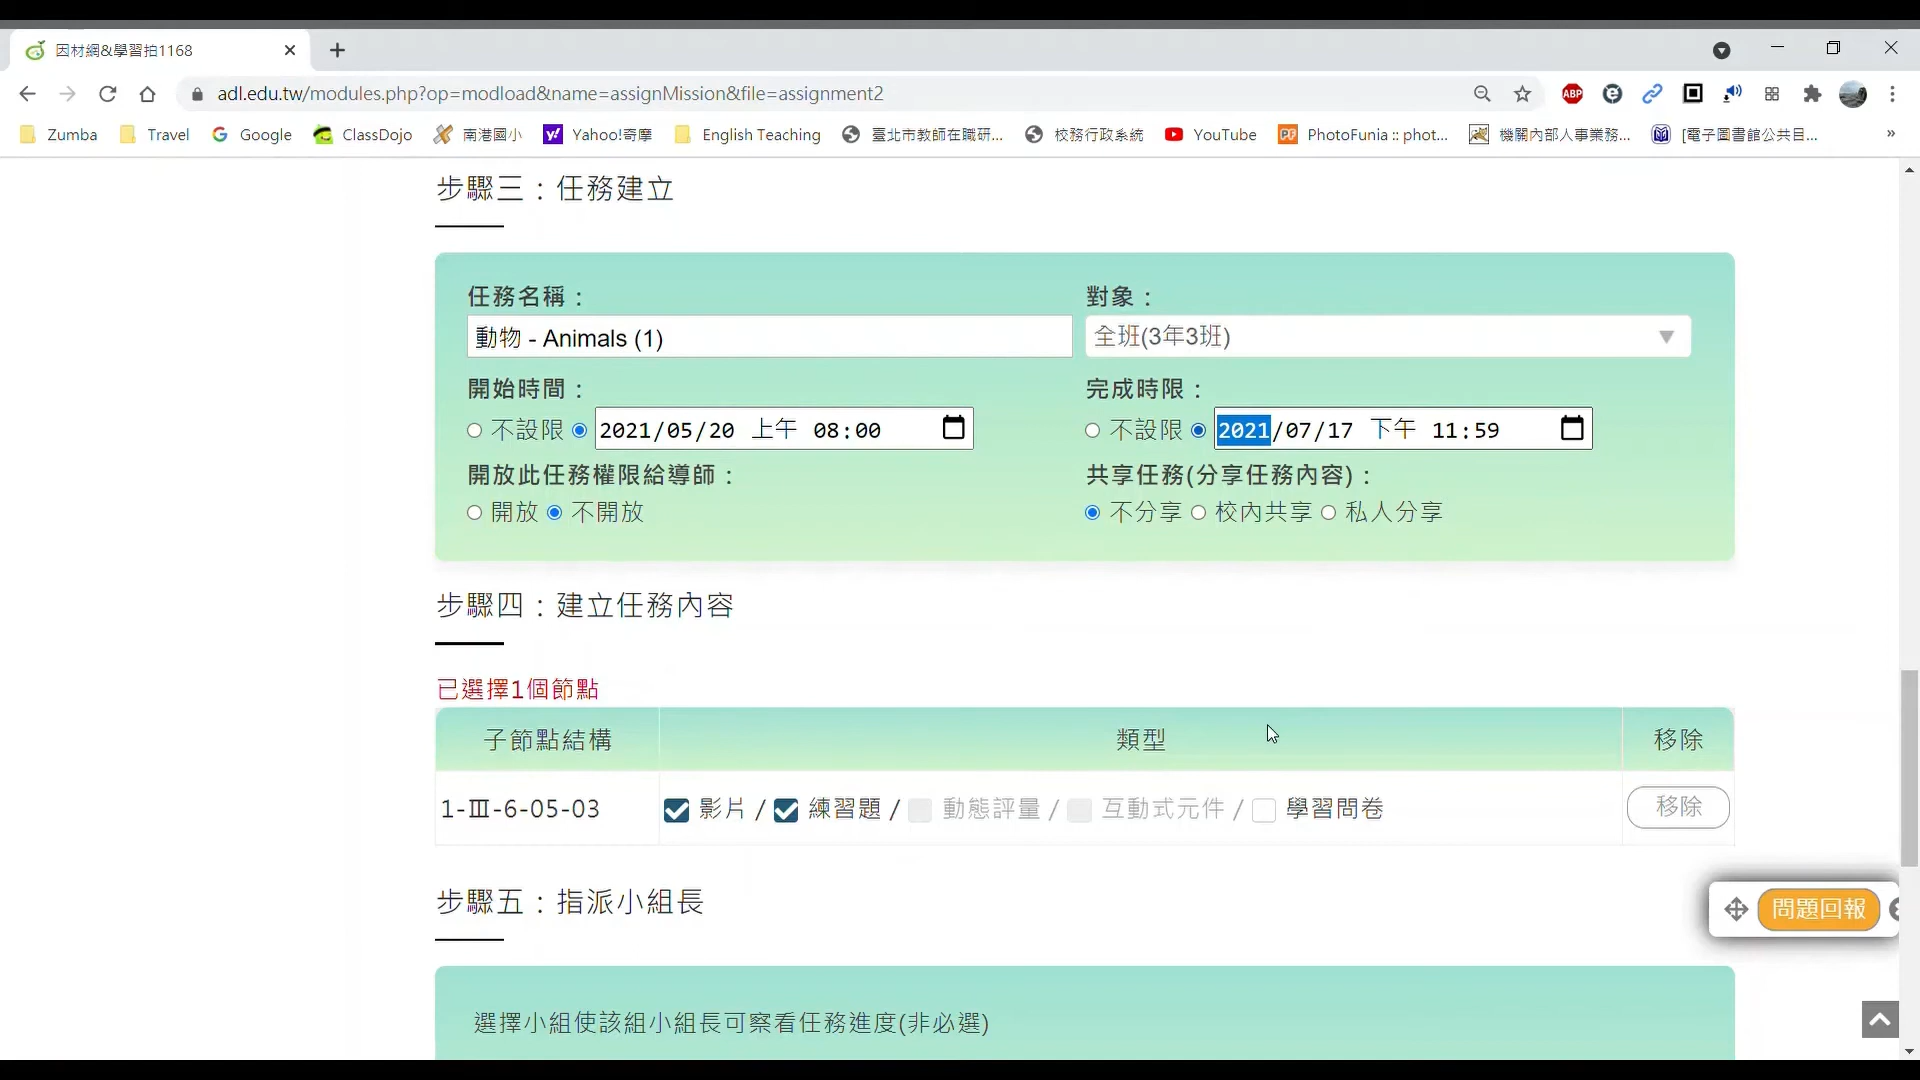 因材網&學習拍1168
adl.edu.tw/modules.php?op=modload&name=assignMission&file=assignment2
ABP
Zumba Travel Google ClassDojo 南港國小 Yahoo!奇摩 English Teaching 臺北市教師在職研... 校務行政系統 YouTube PhotoFunia :: phot... 機關內部人事業務... [電子圖書館公共目... »
步驟三：任務建立
任務名稱： 對象：
動物 - Animals (1) 全班(3年3班)
開始時間： 完成時限：
不設限 2021/05/20 上午 08:00 不設限 2021/07/17 下午 11:59
開放此任務權限給導師： 共享任務(分享任務內容)：
開放 不開放 不分享 校內共享 私人分享
步驟四：建立任務內容
已選擇1個節點
子節點結構 類型 移除
1-Ⅲ-6-05-03 影片 / 練習題 / 動態評量 / 互動式元件 / 學習問卷 移除
步驟五：指派小組長
問題回報
選擇小組使該組小組長可察看任務進度(非必選)